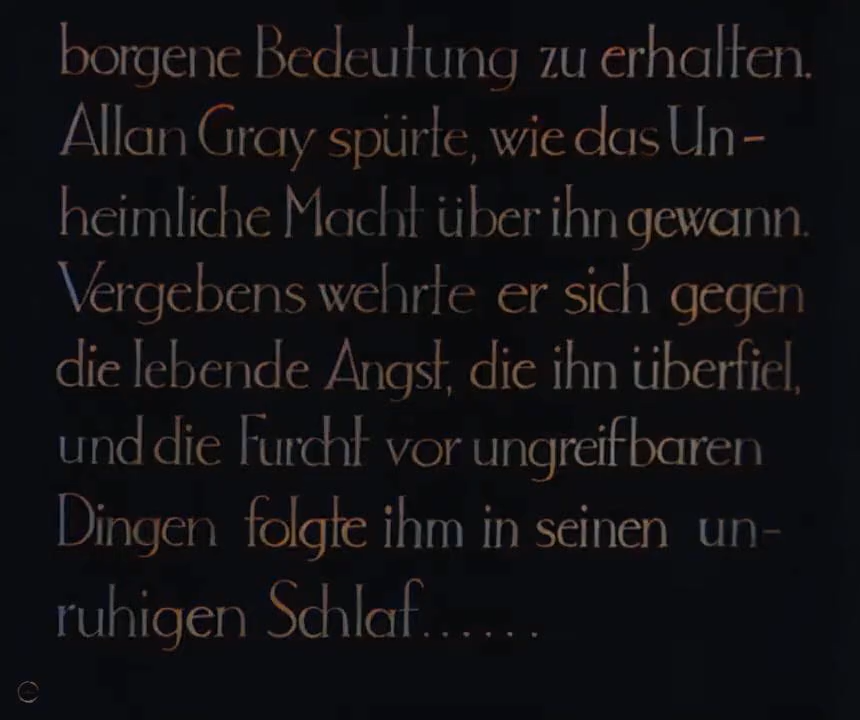 borgene Bedeutung zu erhalten.
Allan Gray spürte, wie das Un-
heimliche Macht über ihn gewann.
Vergebens wehrte er sich gegen
die lebende Angst, die ihn überfiel,
und die Furcht vor ungreifbaren
Dingen folgte ihm in seinen un-
ruhigen Schlaf......